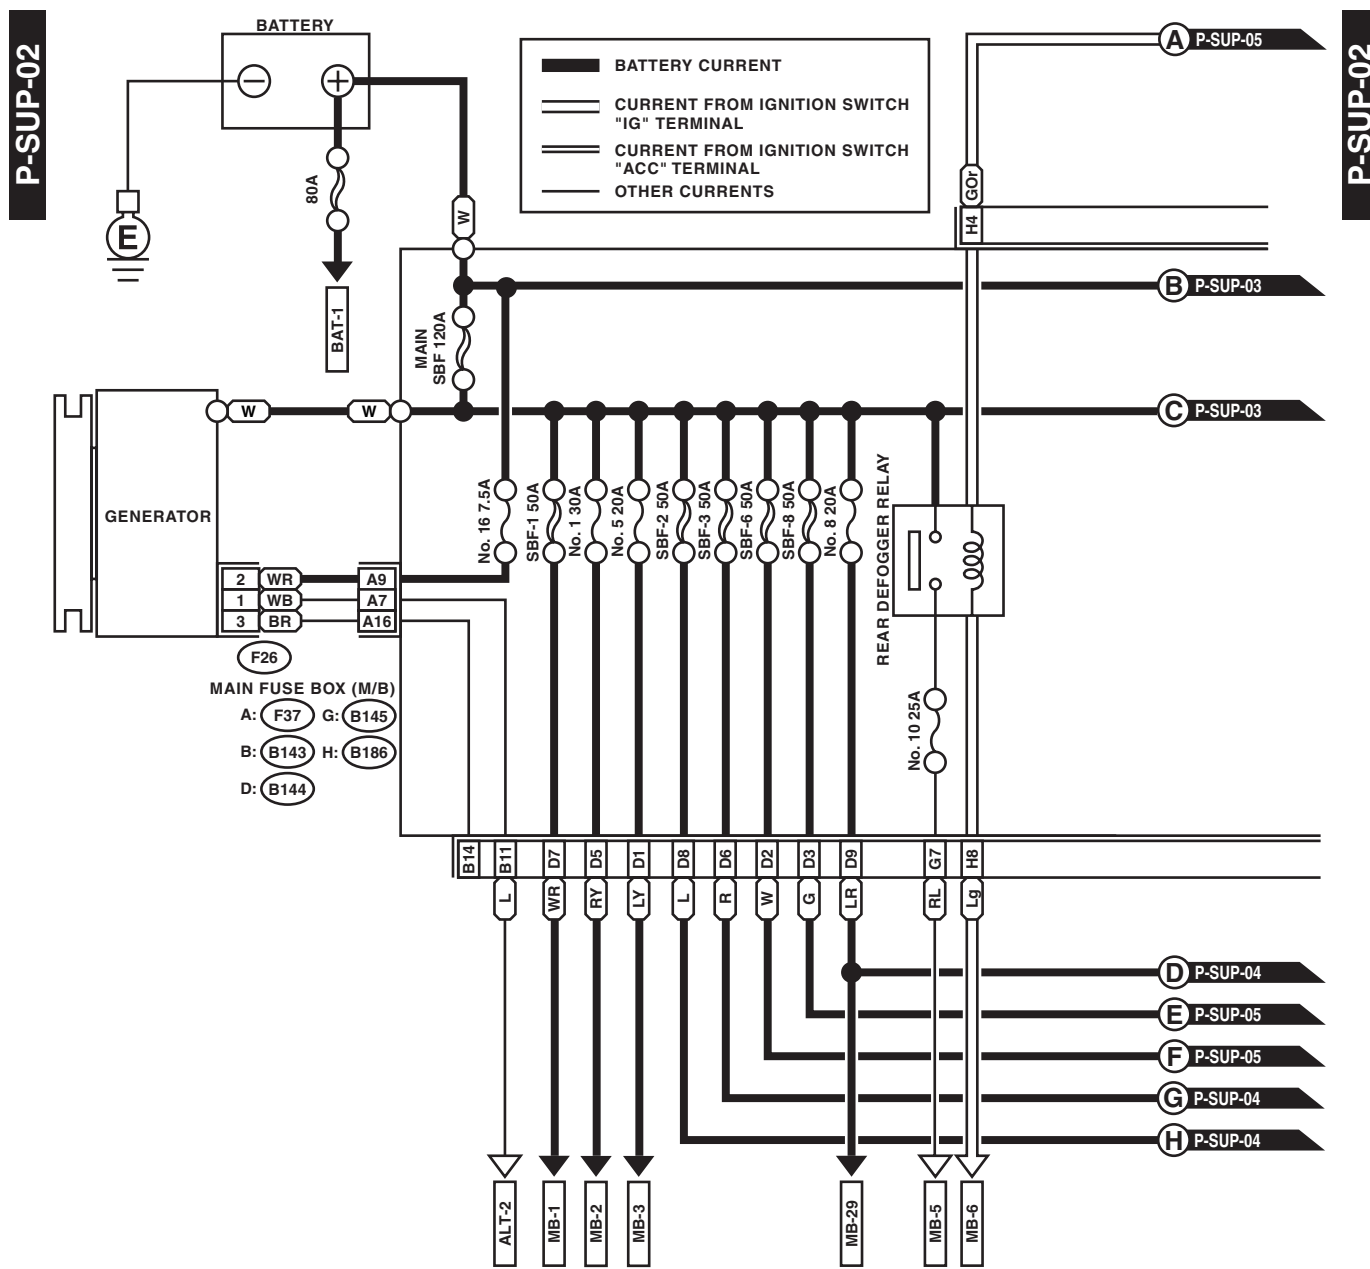 P-SUP-02
P-SUP-02
BATTERY
BATTERY CURRENT
CURRENT FROM IGNITION SWITCH
"IG" TERMINAL
CURRENT FROM IGNITION SWITCH
"ACC" TERMINAL
OTHER CURRENTS
A P-SUP-05
GOr
H4
80A
W
E
BAT-1
B P-SUP-03
MAIN
SBF 120A
W
W
C P-SUP-03
GENERATOR
No. 16 7.5A
SBF-1 50A
No. 1 30A
No. 5 20A
SBF-2 50A
SBF-3 50A
SBF-6 50A
SBF-8 50A
No. 8 20A
REAR DEFOGGER RELAY
2 WR A9
1 WB A7
3 BR A16
F26
MAIN FUSE BOX (M/B)
A: F37 G: B145
B: B143 H: B186
D: B144
No. 10 25A
B14 B11 D7 D5 D1 D8 D6 D2 D3 D9 G7 H8
L WR RY LY L R W G LR RL Lg
D P-SUP-04
E P-SUP-05
F P-SUP-05
G P-SUP-04
H P-SUP-04
ALT-2 MB-1 MB-2 MB-3 MB-29 MB-5 MB-6